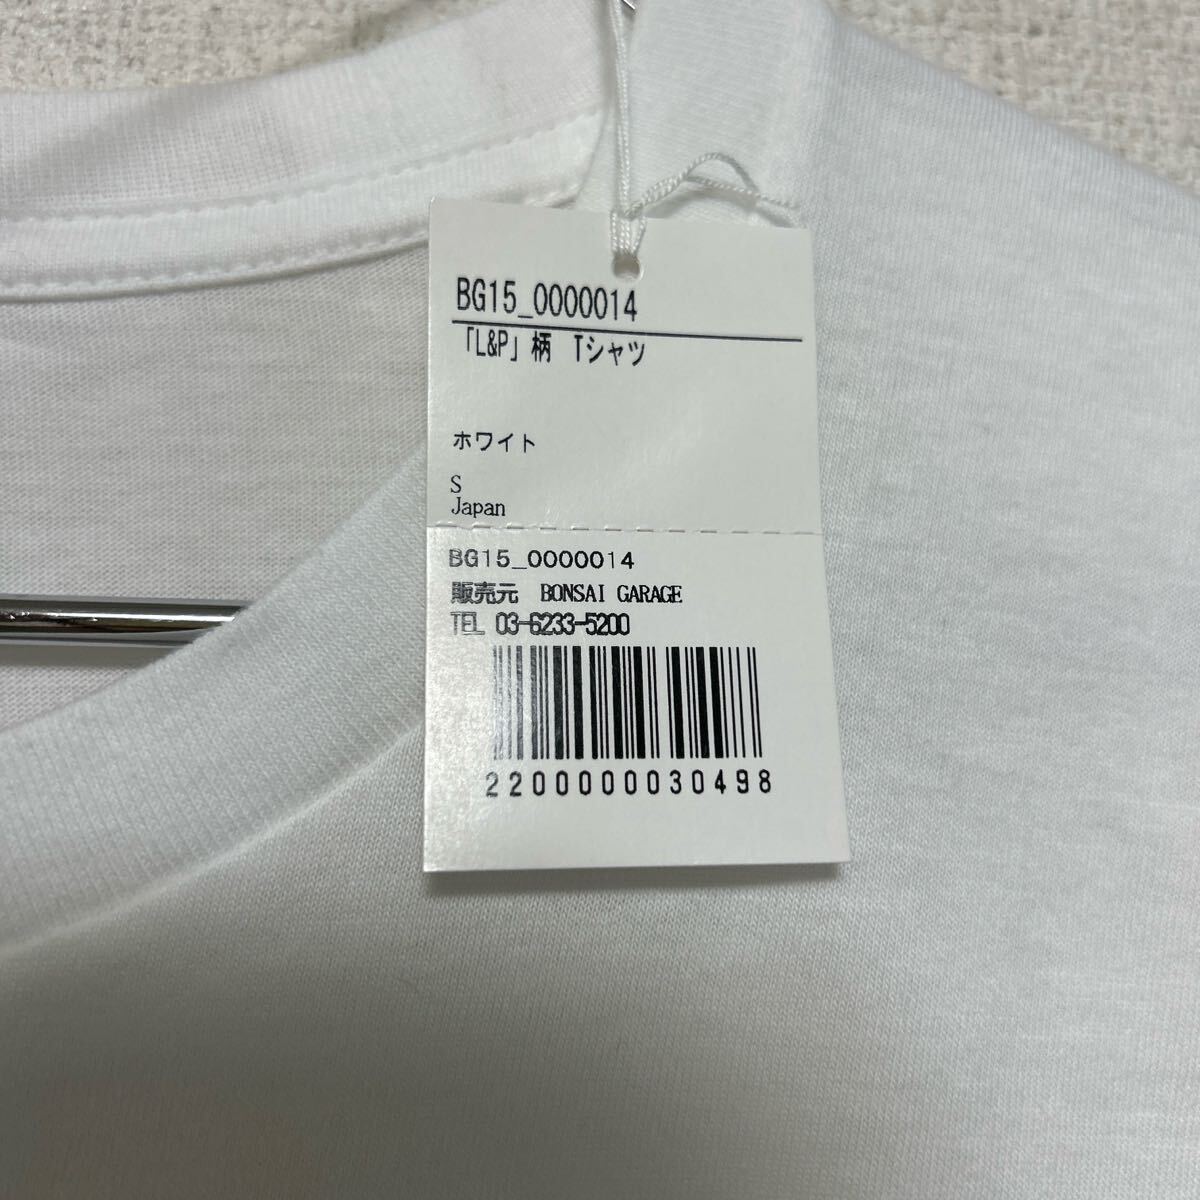 BG15_0000014
「L&P」柄　Tシャツ
ホワイト
S
Japan
BG15_0000014
販売元　BONSAI GARAGE
TEL 03-6233-5200
2200000030498